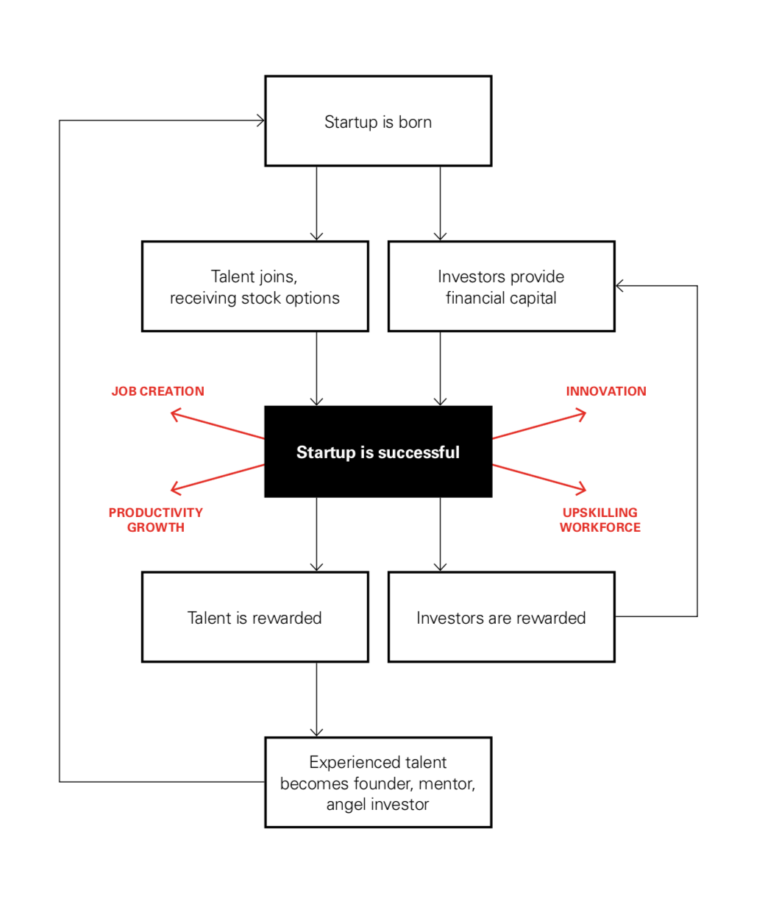 Startup is born
Talent joins,
receiving stock options
Investors provide
financial capital
JOB CREATION
INNOVATION
Startup is successful
PRODUCTIVITY
GROWTH
UPSKILLING
WORKFORCE
Talent is rewarded
Investors are rewarded
Experienced talent
becomes founder, mentor,
angel investor